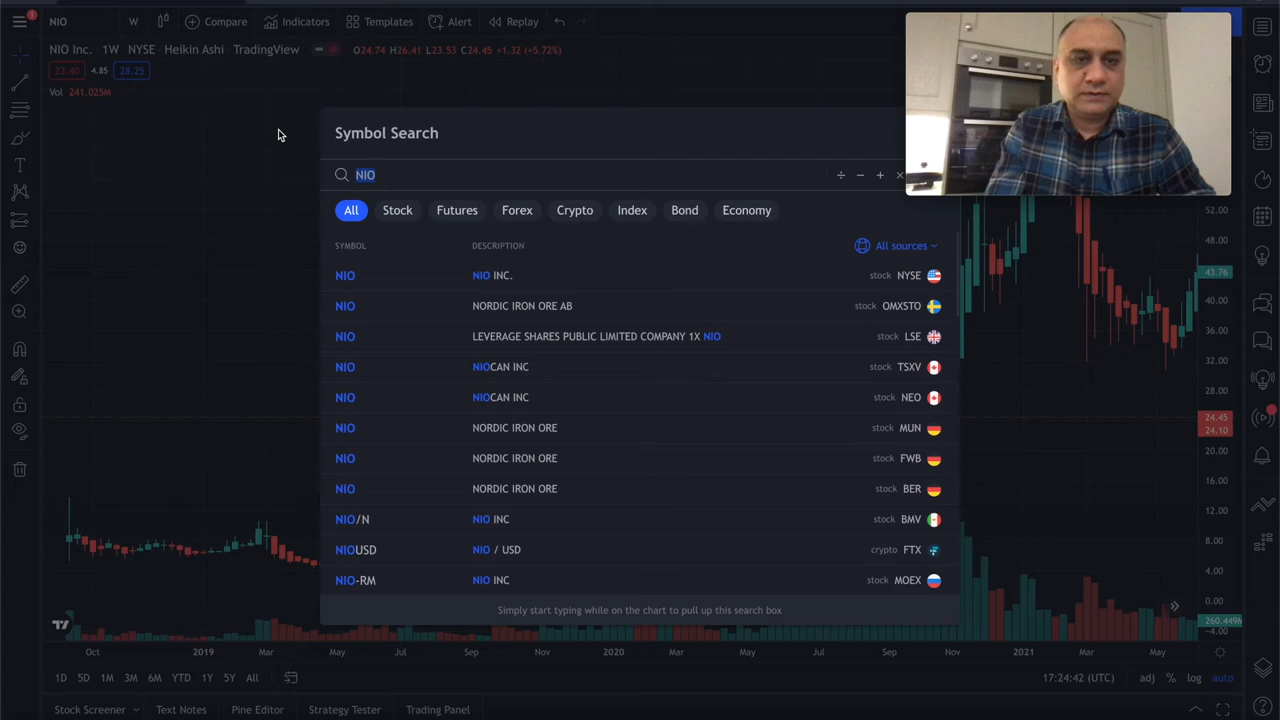 1
NIO
W
Compare
Indicators
Templates
Alert
Replay
NIO Inc. 1W NYSE Heikin Ashi TradingView O24.74 H26.41 L23.53 C24.45 +1.32 (+5.72%)
23.40 4.85 28.25
Vol 241.025M
Symbol Search
NIO
÷ − + ×
All Stock Futures Forex Crypto Index Bond Economy
SYMBOL DESCRIPTION All sources
NIO NIO INC. stock NYSE
NIO NORDIC IRON ORE AB stock OMXSTO
NIO LEVERAGE SHARES PUBLIC LIMITED COMPANY 1X NIO stock LSE
NIO NIOCAN INC stock TSXV
NIO NIOCAN INC stock NEO
NIO NORDIC IRON ORE stock MUN
NIO NORDIC IRON ORE stock FWB
NIO NORDIC IRON ORE stock BER
NIO/N NIO INC stock BMV
NIOUSD NIO / USD crypto FTX
NIO-RM NIO INC stock MOEX
Simply start typing while on the chart to pull up this search box
52.00
48.00
43.76
40.00
36.00
32.00
28.00
24.45
24.10
20.00
16.00
12.00
8.00
4.00
0.00
260.449M
−4.00
Oct 2019 Mar May Jul Sep Nov 2020 Mar May Jul Sep Nov 2021 Mar May
1D 5D 1M 3M 6M YTD 1Y 5Y All 17:24:42 (UTC) adj % log auto
Stock Screener Text Notes Pine Editor Strategy Tester Trading Panel